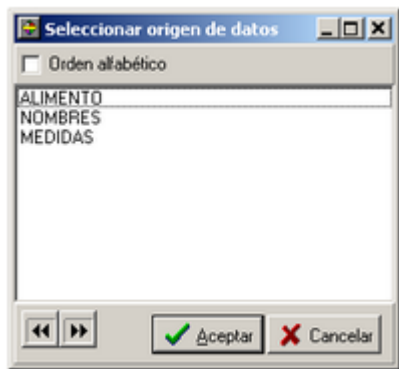 Seleccionar origen de datos
Orden alfabético
ALIMENTO
NOMBRES
MEDIDAS
Aceptar
Cancelar